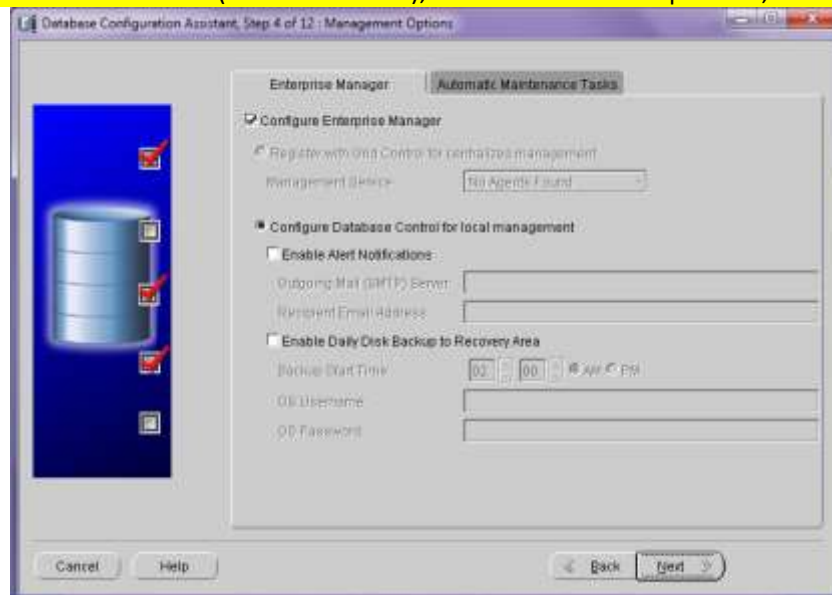 Database Configuration Assistant, Step 4 of 12 : Management Options
Enterprise Manager
Automatic Maintenance Tasks
Configure Enterprise Manager
Register with Grid Control for centralized management
Management Service
No Agents Found
Configure Database Control for local management
Enable Alert Notifications
Outgoing Mail (SMTP) Server
Recipient Email Address
Enable Daily Disk Backup to Recovery Area
Backup Start Time
02 00 AM PM
OS Username
OS Password
Cancel Help Back Next